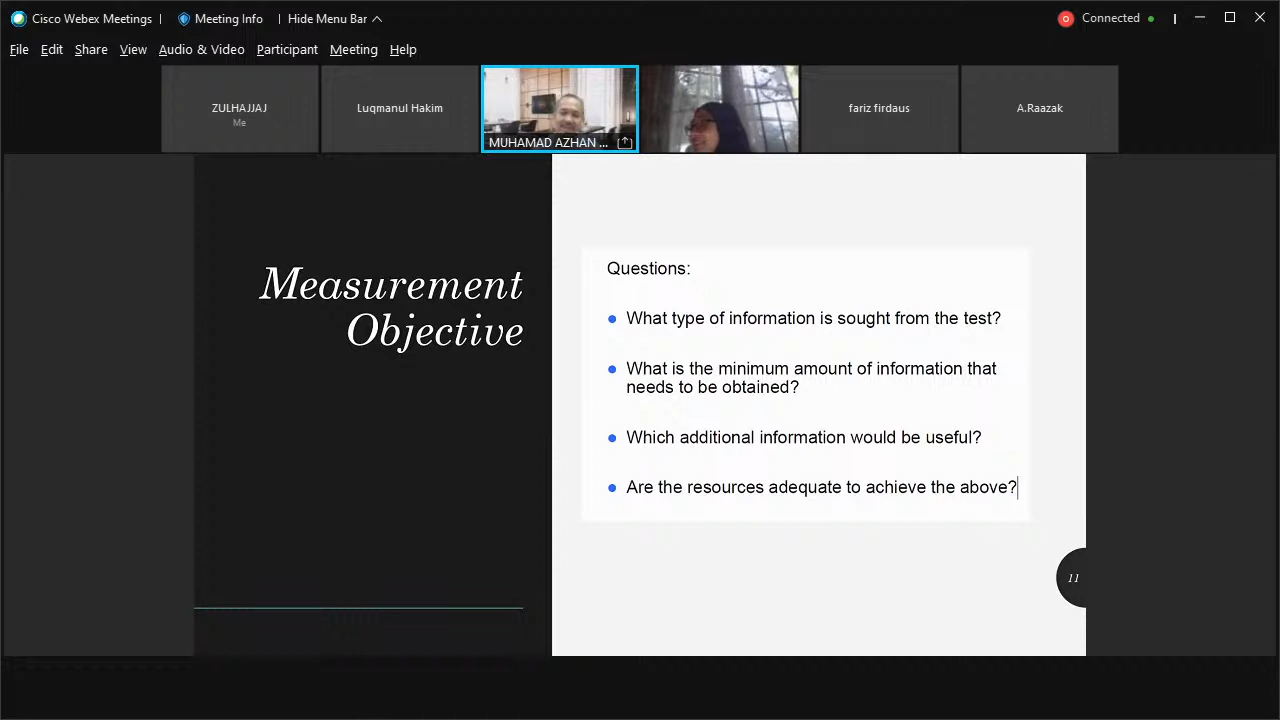 Cisco Webex Meetings | Meeting Info | Hide Menu Bar
Connected
File Edit Share View Audio & Video Participant Meeting Help
ZULHAJJAJ
Me
Luqmanul Hakim
MUHAMAD AZHAN ...
fariz firdaus
A.Raazak
Measurement
Objective
Questions:
• What type of information is sought from the test?
• What is the minimum amount of information that
needs to be obtained?
• Which additional information would be useful?
• Are the resources adequate to achieve the above?
11